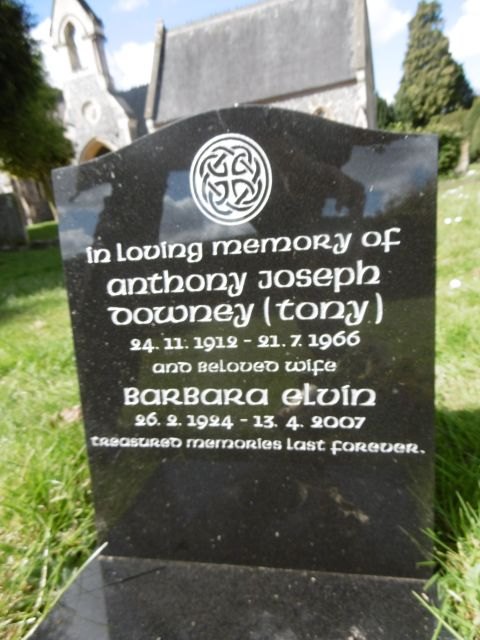 in Loving memory of
anthony Joseph
Downey (Tony)
24. 11. 1912 - 21. 7. 1966
and Beloved wife
Barbara Elvin
26. 2. 1924 - 13. 4. 2007
treasured memories Last forever.